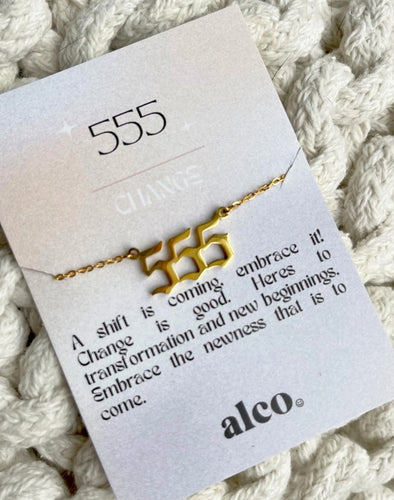 555
CHANGE
555
A shift is coming, embrace it!
Change is good. Heres to
transformation and new beginnings.
Embrace the newness that is to
come.
alco.